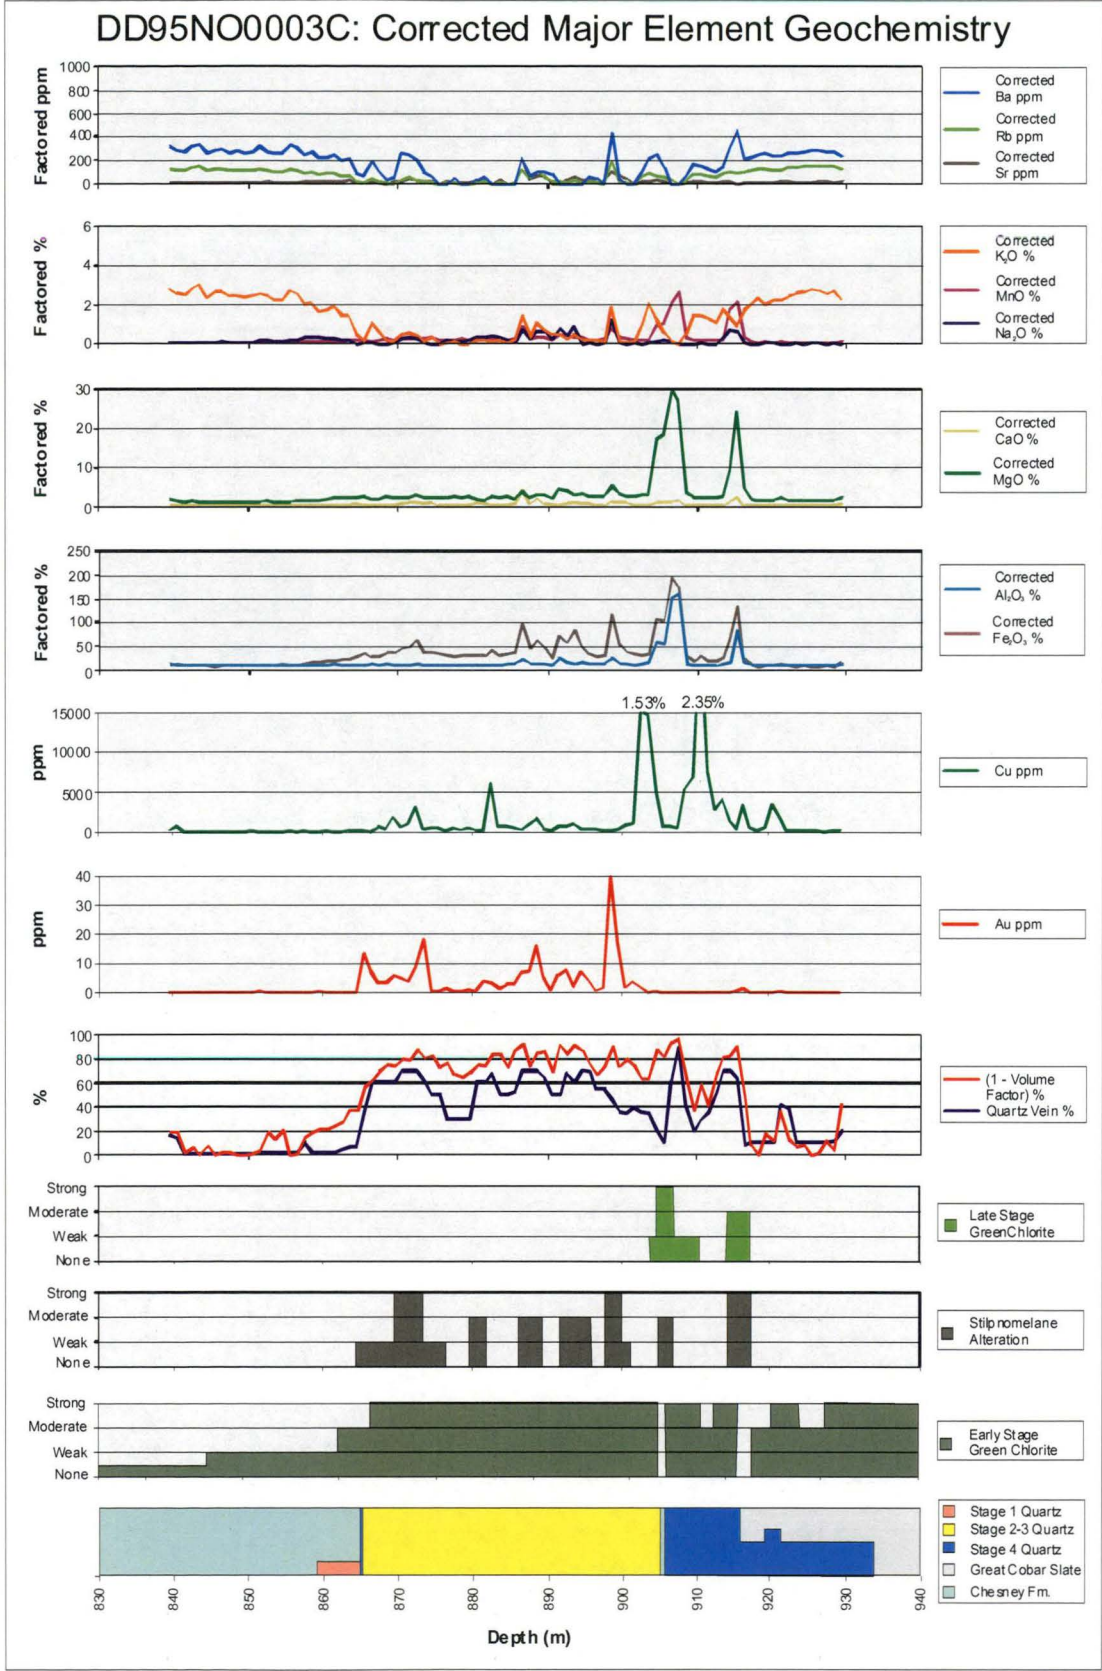 DD95NO0003C: Corrected Major Element Geochemistry
Factored ppm
1000
800
600
400
200
0
Corrected
Ba ppm
Corrected
Rb ppm
Corrected
Sr ppm
Factored %
6
4
2
0
Corrected
K₂O %
Corrected
MnO %
Corrected
Na₂O %
Factored %
30
20
10
0
Corrected
CaO %
Corrected
MgO %
Factored %
250
200
150
100
50
0
Corrected
Al₂O₃ %
Corrected
Fe₂O₃ %
ppm
15000
10000
5000
0
1.53%
2.35%
Cu ppm
ppm
40
30
20
10
0
Au ppm
%
100
80
60
40
20
0
(1 - Volume
Factor) %
Quartz Vein %
Strong
Moderate
Weak
None
Late Stage
Green Chlorite
Strong
Moderate
Weak
None
Stilpnomelane
Alteration
Strong
Moderate
Weak
None
Early Stage
Green Chlorite
Stage 1 Quartz
Stage 2-3 Quartz
Stage 4 Quartz
Great Cobar Slate
Chesney Fm.
830
840
850
860
870
880
890
900
910
920
930
940
Depth (m)